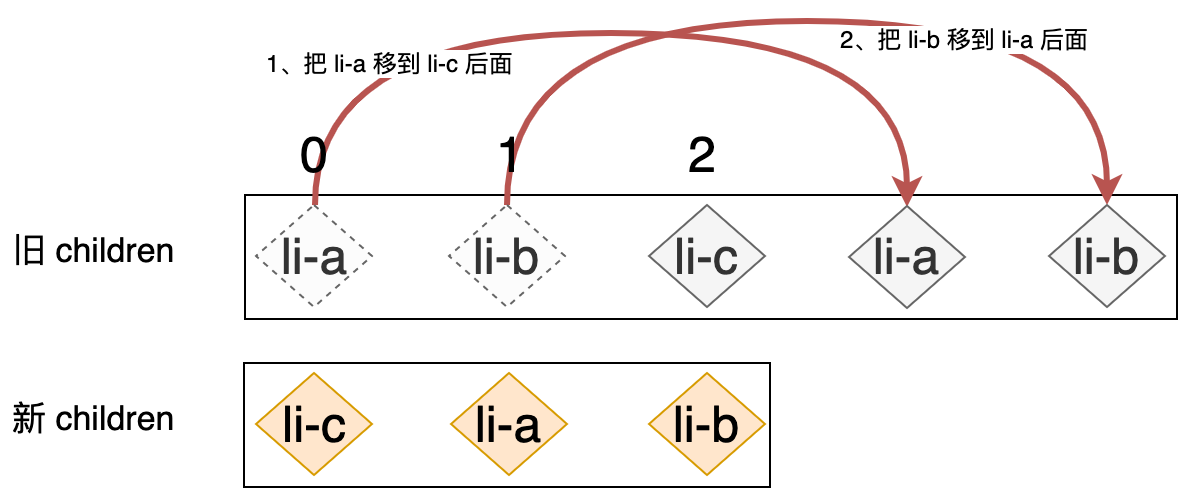 2、把 li-b 移到 li-a 后面
1、把 li-a 移到 li-c 后面
0 1 2
旧 children li-a li-b li-c li-a li-b
新 children li-c li-a li-b